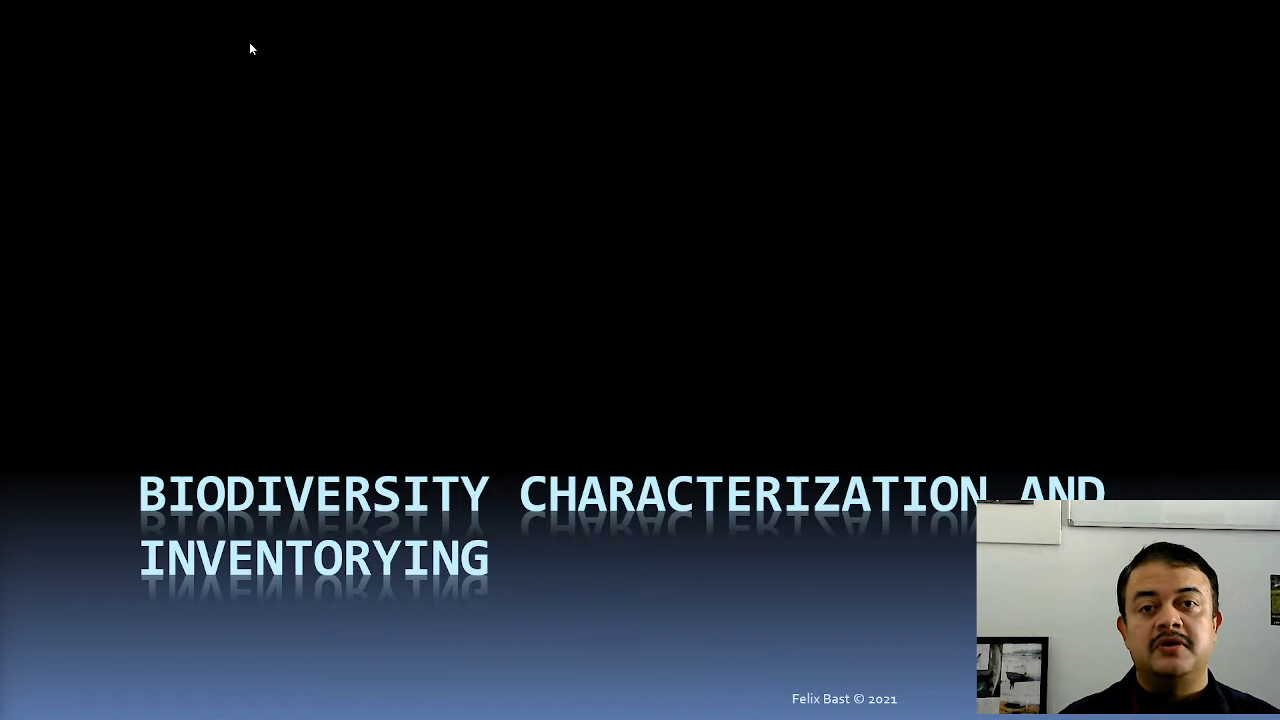 BIODIVERSITY CHARACTERIZATION AND
INVENTORYING
Felix Bast © 2021